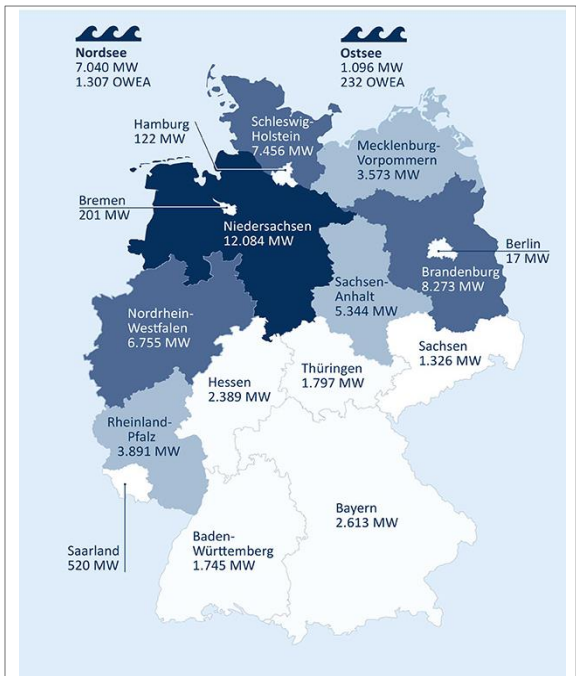 Nordsee
7.040 MW
1.307 OWEA
Ostsee
1.096 MW
232 OWEA
Hamburg
122 MW
Schleswig-
Holstein
7.456 MW
Mecklenburg-
Vorpommern
3.573 MW
Bremen
201 MW
Niedersachsen
12.084 MW
Berlin
17 MW
Brandenburg
8.273 MW
Sachsen-
Anhalt
5.344 MW
Nordrhein-
Westfalen
6.755 MW
Sachsen
1.326 MW
Thüringen
1.797 MW
Hessen
2.389 MW
Rheinland-
Pfalz
3.891 MW
Bayern
2.613 MW
Baden-
Württemberg
1.745 MW
Saarland
520 MW